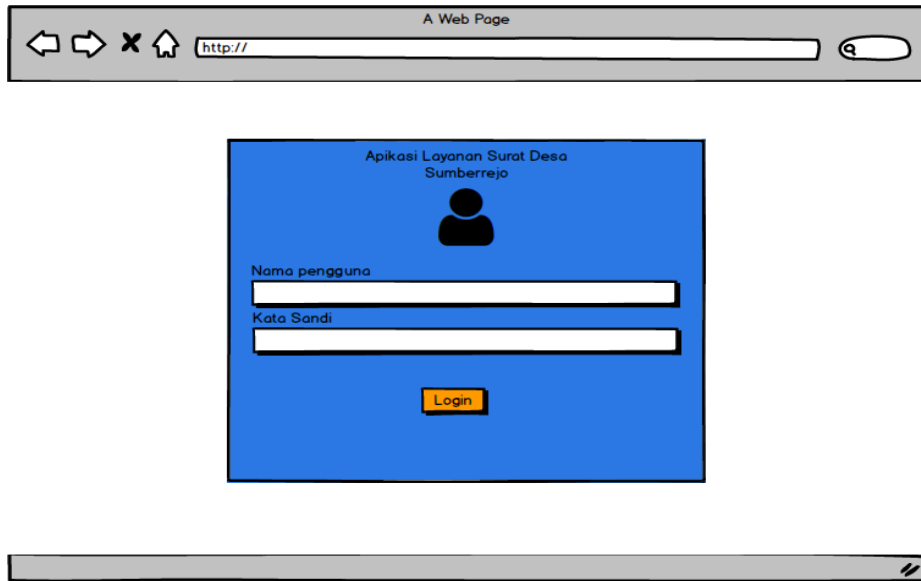 A Web Page
http://
Apikasi Layanan Surat Desa
Sumberrejo
Nama pengguna
Kata Sandi
Login